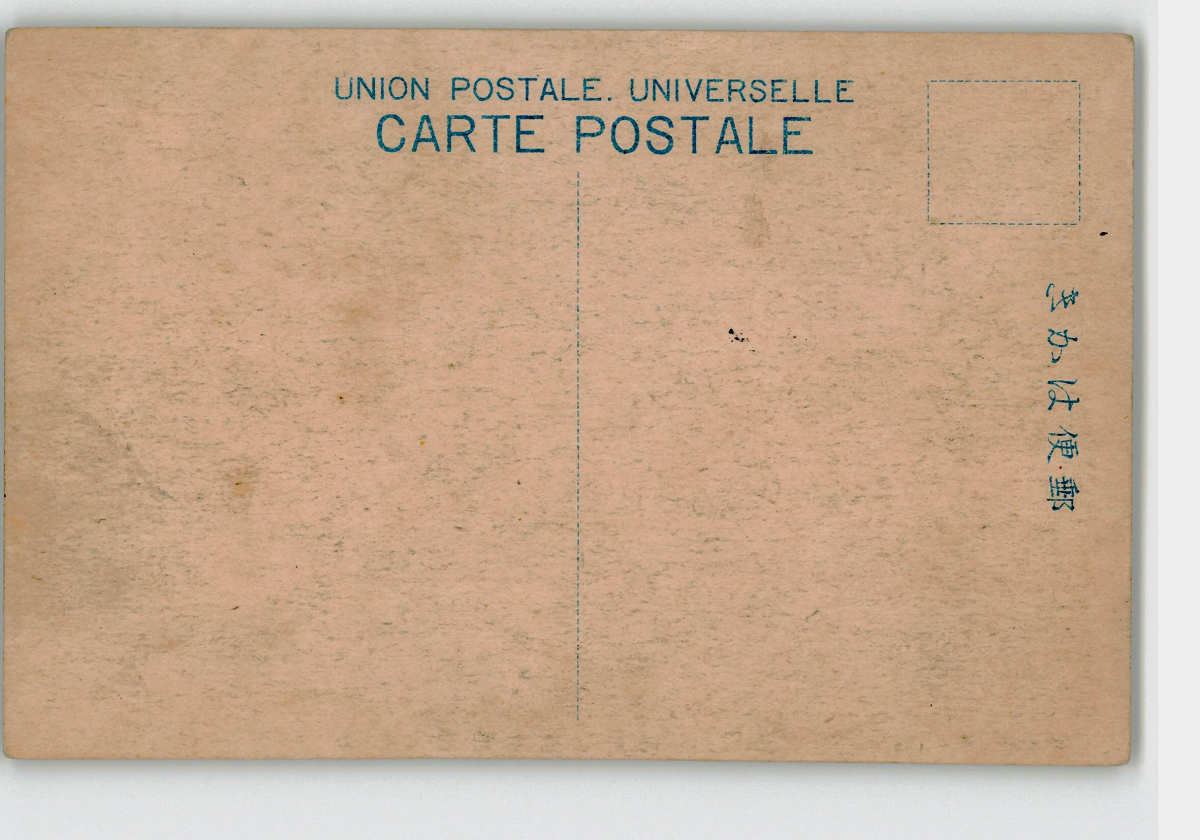 UNION POSTALE. UNIVERSELLE
CARTE POSTALE
郵便はかき